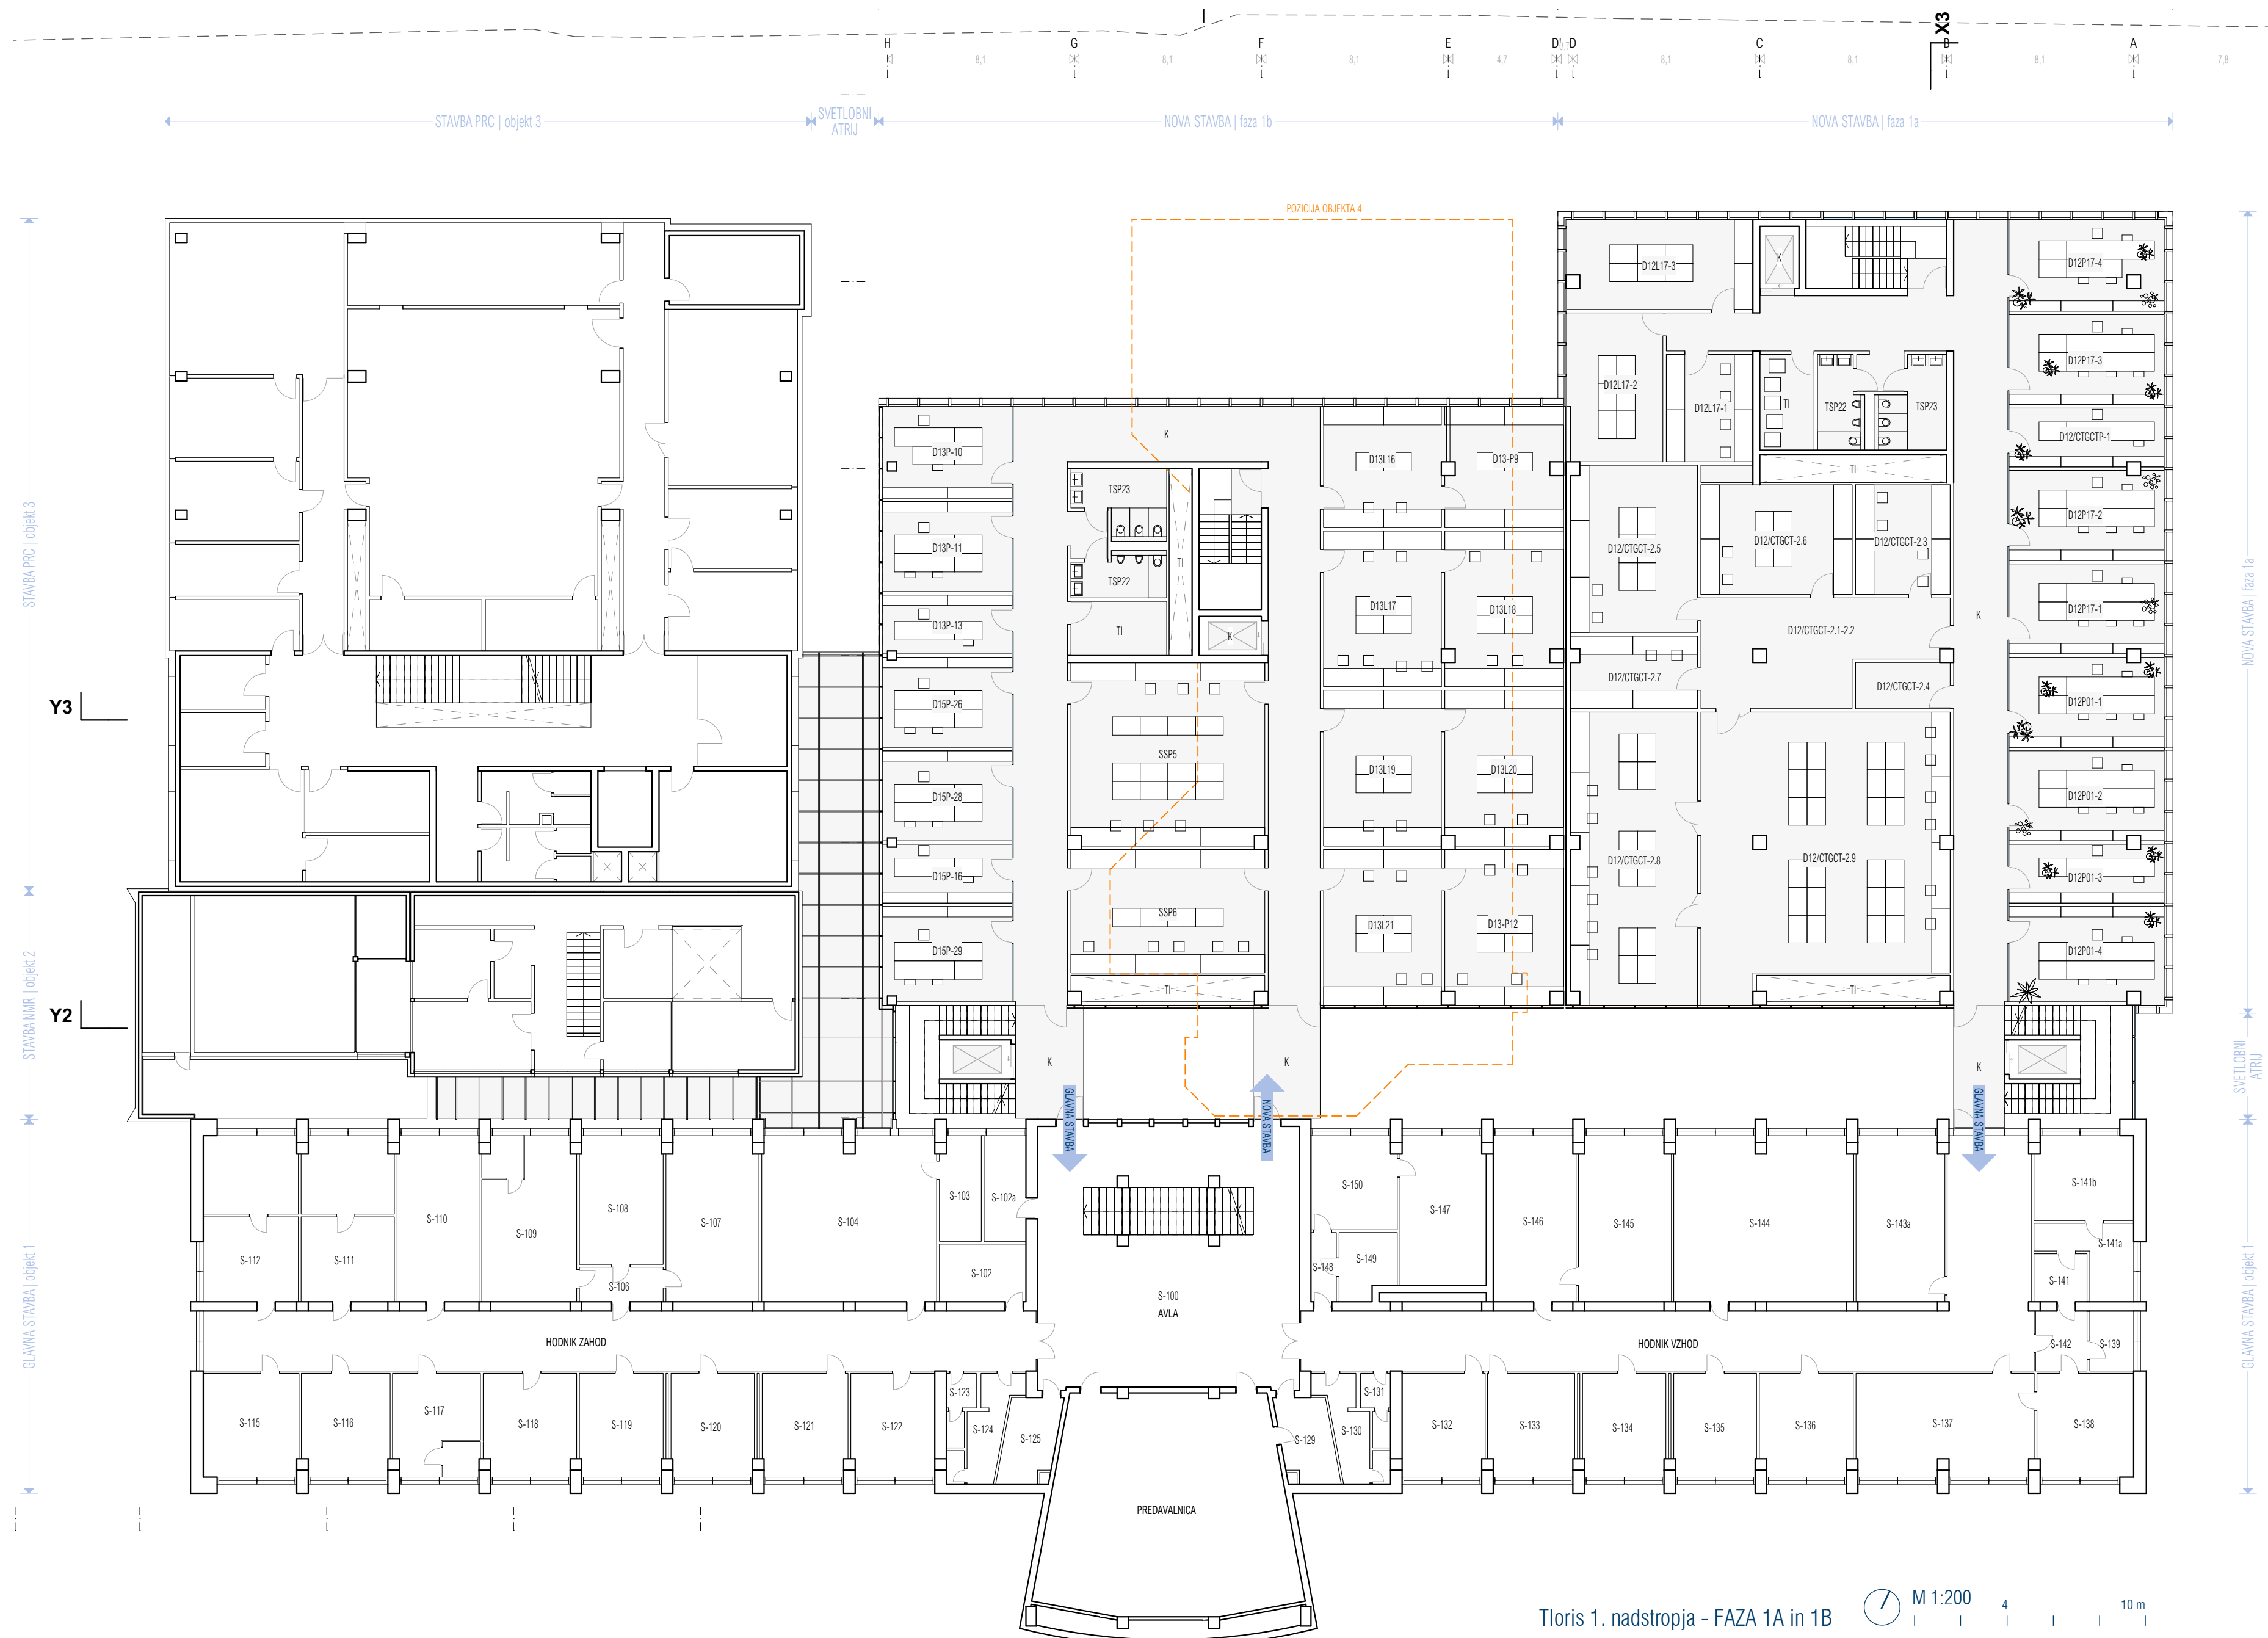 I
H
G
F
E
D'
D
C
X3
B
A
8,1
8,1
8,1
4,7
8,1
8,1
8,1
7,8
STAVBA PRC | objekt 3
SVETLOBNI
ATRIJ
NOVA STAVBA | faza 1b
NOVA STAVBA | faza 1a
POZICIJA OBJEKTA 4
STAVBA PRC | objekt 3
STAVBA NMR | objekt 2
GLAVNA STAVBA | objekt 1
NOVA STAVBA | faza 1a
SVETLOBNI
ATRIJ
GLAVNA STAVBA | objekt 1
Y3
Y2
D12L17-3
K
D12P17-4
D12P17-3
D12L17-2
D12L17-1
TI
TSP22
TSP23
D12/CTGCTP-1
TI
D12P17-2
D12/CTGCT-2.5
D12/CTGCT-2.6
D12/CTGCT-2.3
D12P17-1
K
D12/CTGCT-2.1-2.2
D12/CTGCT-2.7
D12/CTGCT-2.4
D12P01-1
D12P01-2
D12/CTGCT-2.8
D12/CTGCT-2.9
D12P01-3
D12P01-4
TI
K
D13P-10
K
D13L16
D13-P9
TSP23
D13P-11
TI
TSP22
D13P-13
TI
K
D13L17
D13L18
D15P-26
SSP5
D15P-28
D13L19
D13L20
D15P-16
SSP6
D13L21
D13-P12
D15P-29
TI
K
K
GLAVNA STAVBA
NOVA STAVBA
GLAVNA STAVBA
S-112
S-111
S-110
S-109
S-108
S-106
S-107
S-104
S-103
S-102a
S-102
S-100
AVLA
S-150
S-149
S-148
S-147
S-146
S-145
S-144
S-143a
S-141b
S-141a
S-141
S-142
S-139
HODNIK ZAHOD
HODNIK VZHOD
S-115
S-116
S-117
S-118
S-119
S-120
S-121
S-122
S-123
S-124
S-125
S-129
S-130
S-131
S-132
S-133
S-134
S-135
S-136
S-137
S-138
PREDAVALNICA
Tloris 1. nadstropja - FAZA 1A in 1B
M 1:200
4
10 m